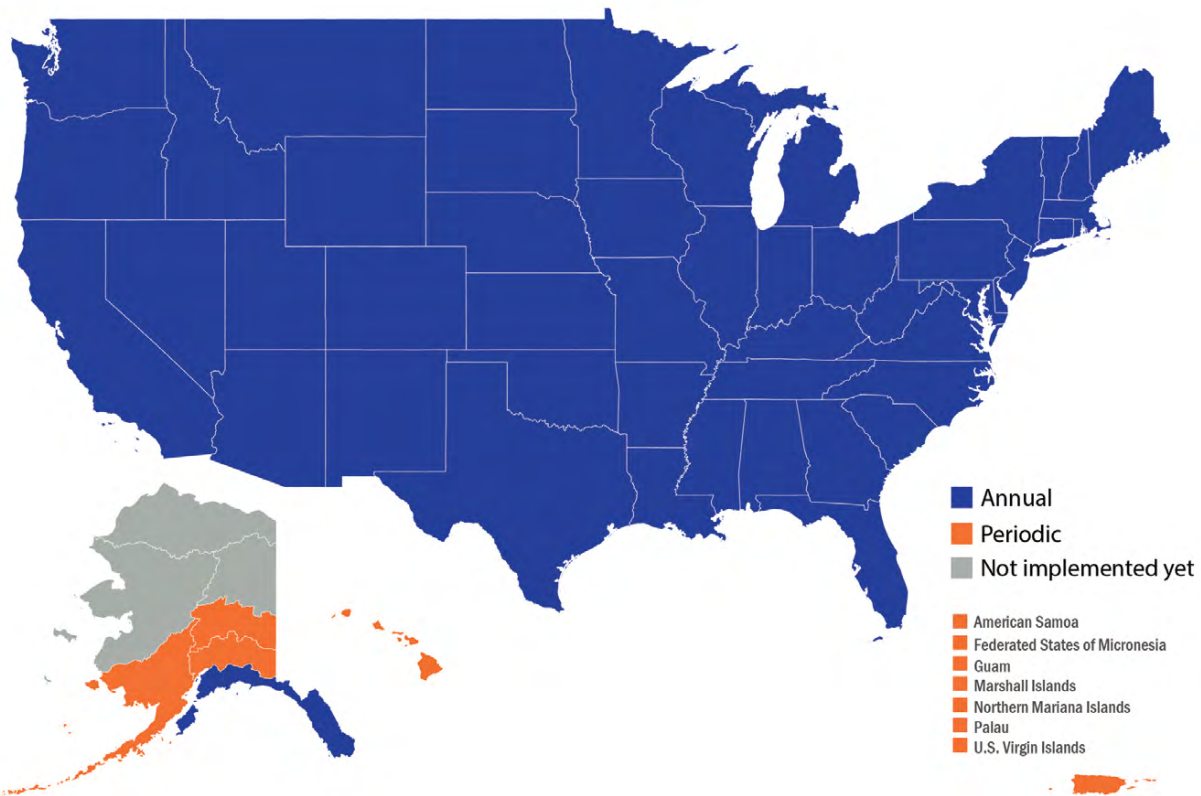 Annual
Periodic
Not implemented yet
American Samoa
Federated States of Micronesia
Guam
Marshall Islands
Northern Mariana Islands
Palau
U.S. Virgin Islands